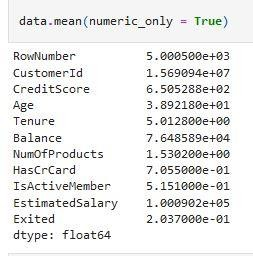 data.mean(numeric_only = True)
RowNumber 5.000500e+03
CustomerId 1.569094e+07
CreditScore 6.505288e+02
Age 3.892180e+01
Tenure 5.012800e+00
Balance 7.648589e+04
NumOfProducts 1.530200e+00
HasCrCard 7.055000e-01
IsActiveMember 5.151000e-01
EstimatedSalary 1.000902e+05
Exited 2.037000e-01
dtype: float64